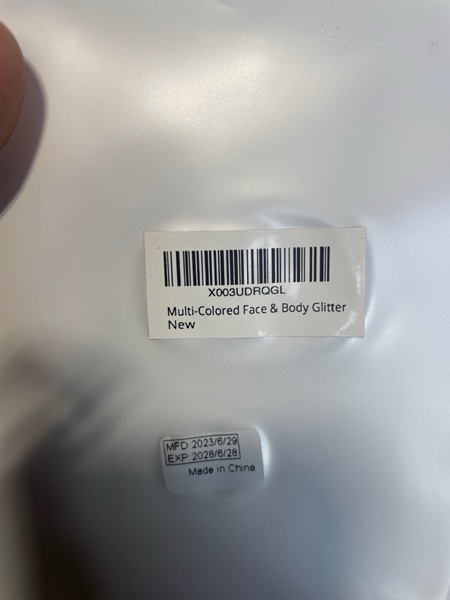 X003UDRQGL
Multi-Colored Face & Body Glitter
New
MFD 2023/6/29
EXP 2028/6/28
Made in China